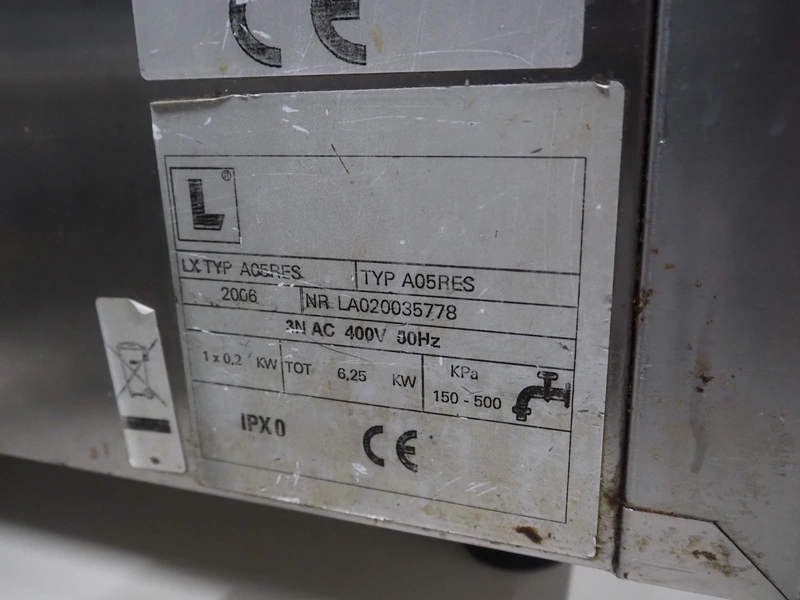 CE
L®
LX.TYP A05RES TYP A05RES
2006 NR LA020035778
3N AC 400V 50Hz
1 x 0,2 KW TOT 6,25 KW KPa 150 - 500
IPX0
CE